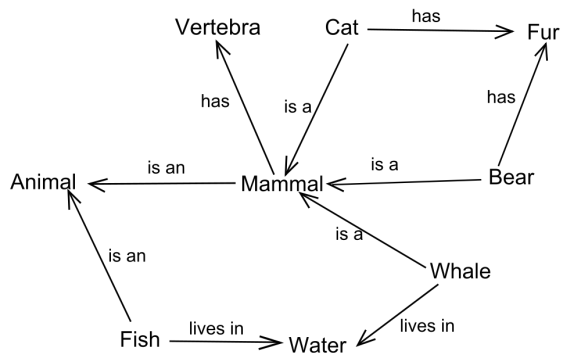 Vertebra
Cat
has
Fur
has
is a
has
Animal
is an
Mammal
is a
Bear
is a
Whale
is an
Fish
lives in
Water
lives in